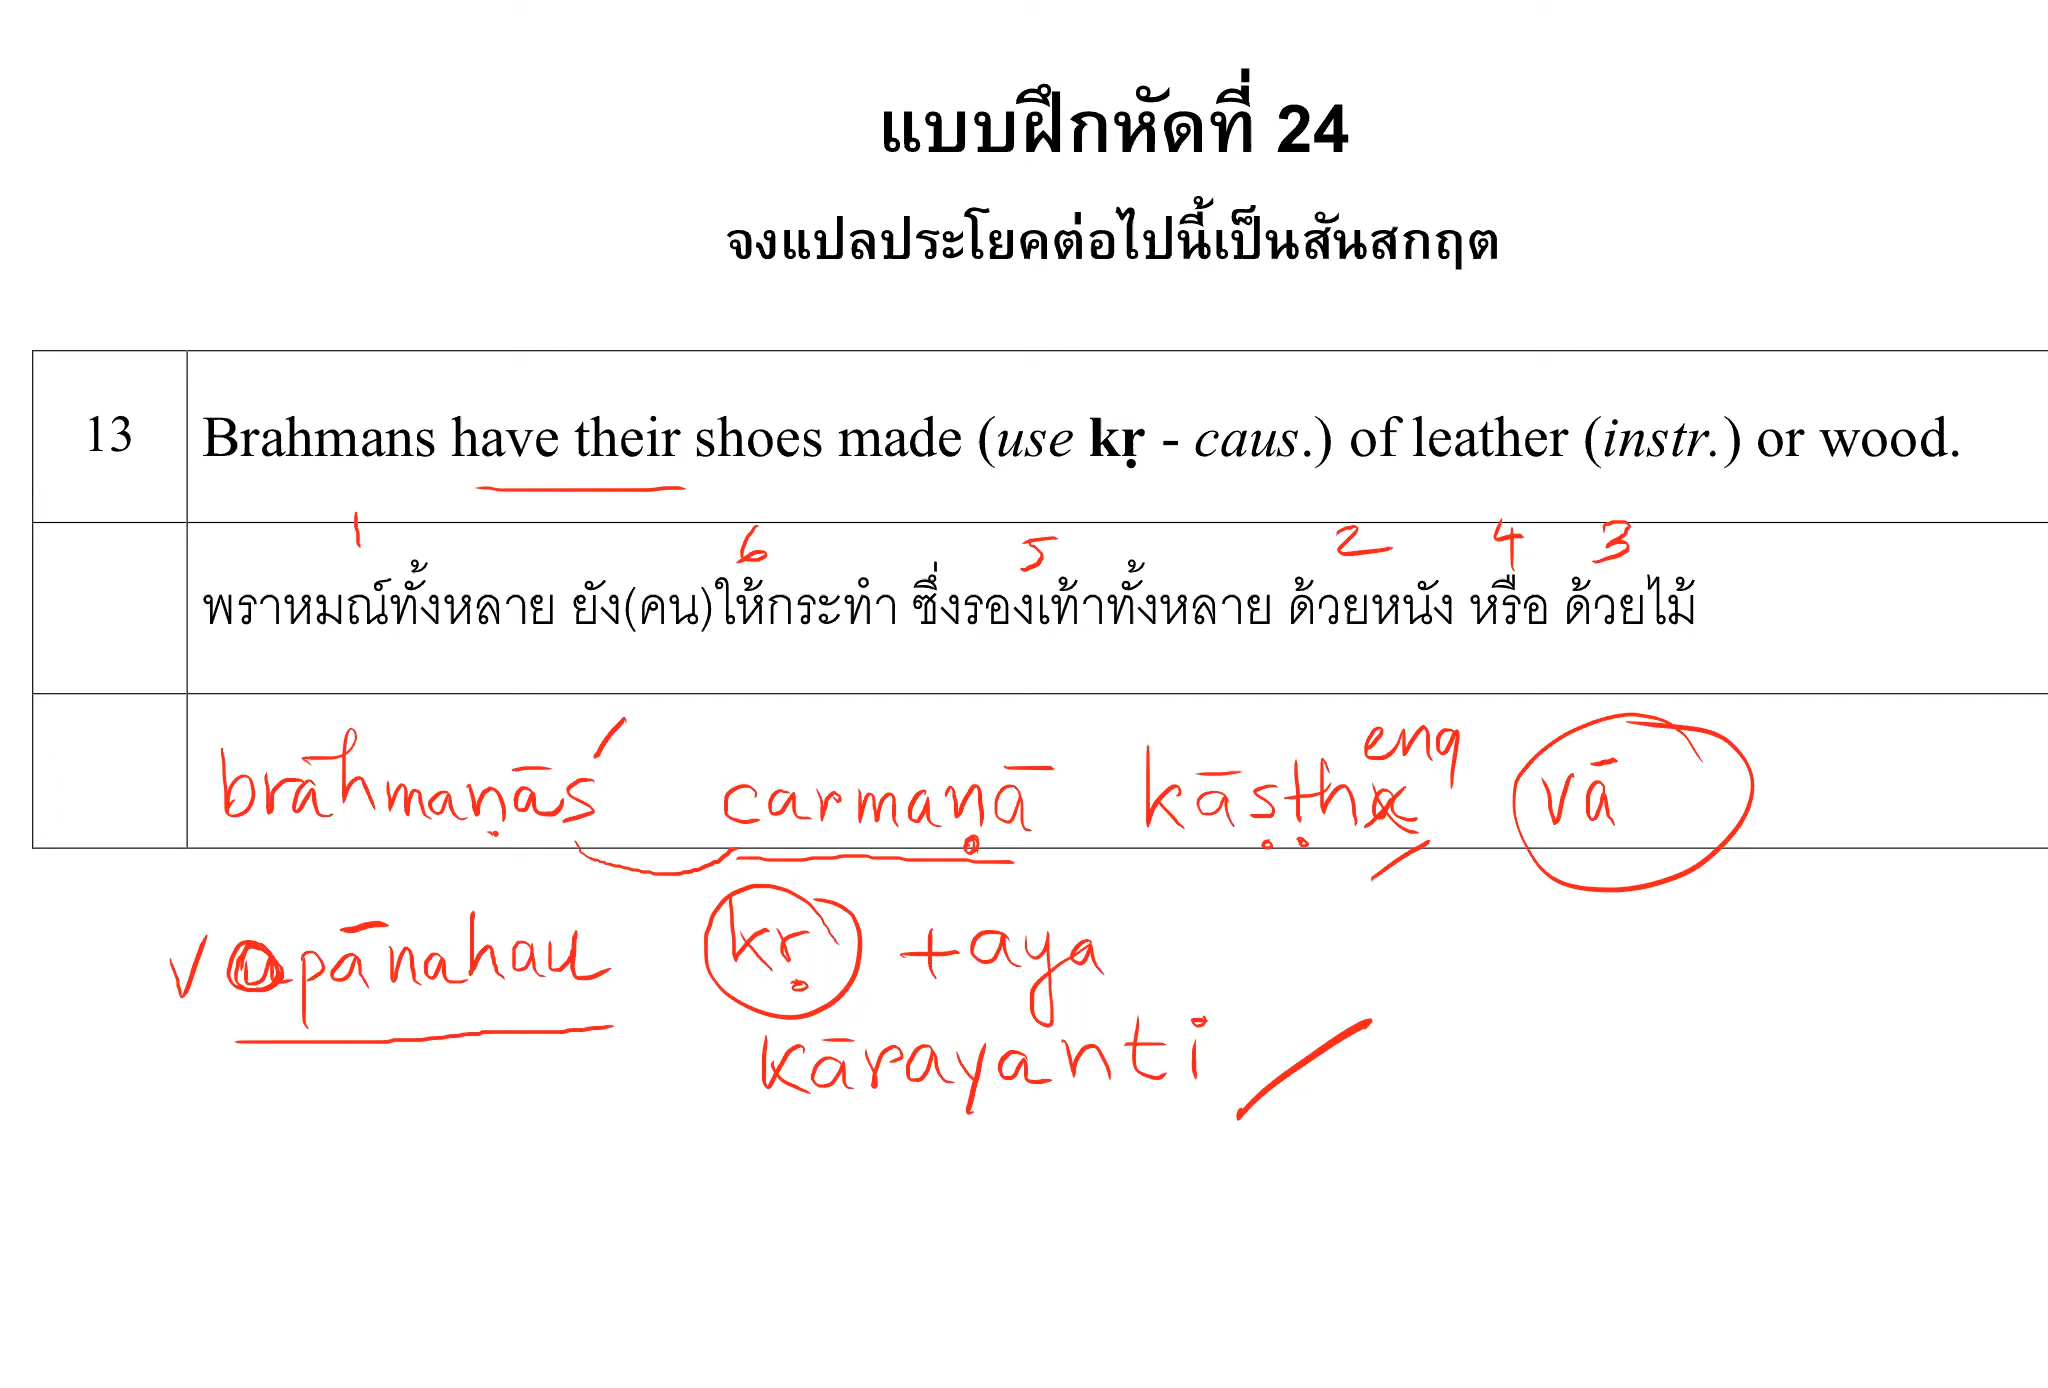 แบบฝึกหัดที่ 24
จงแปลประโยคต่อไปนี้เป็นสันสกฤต
13 Brahmans have their shoes made (use kṛ - caus.) of leather (instr.) or wood.
1 6 5 2 4 3
พราหมณ์ทั้งหลาย ยัง(คน)ให้กระทำ ซึ่งรองเท้าทั้งหลาย ด้วยหนัง หรือ ด้วยไม้
ena
brāhmaṇāś carmaṇā kāṣṭh vā
vopānahau kṛ +aya
kārayanti